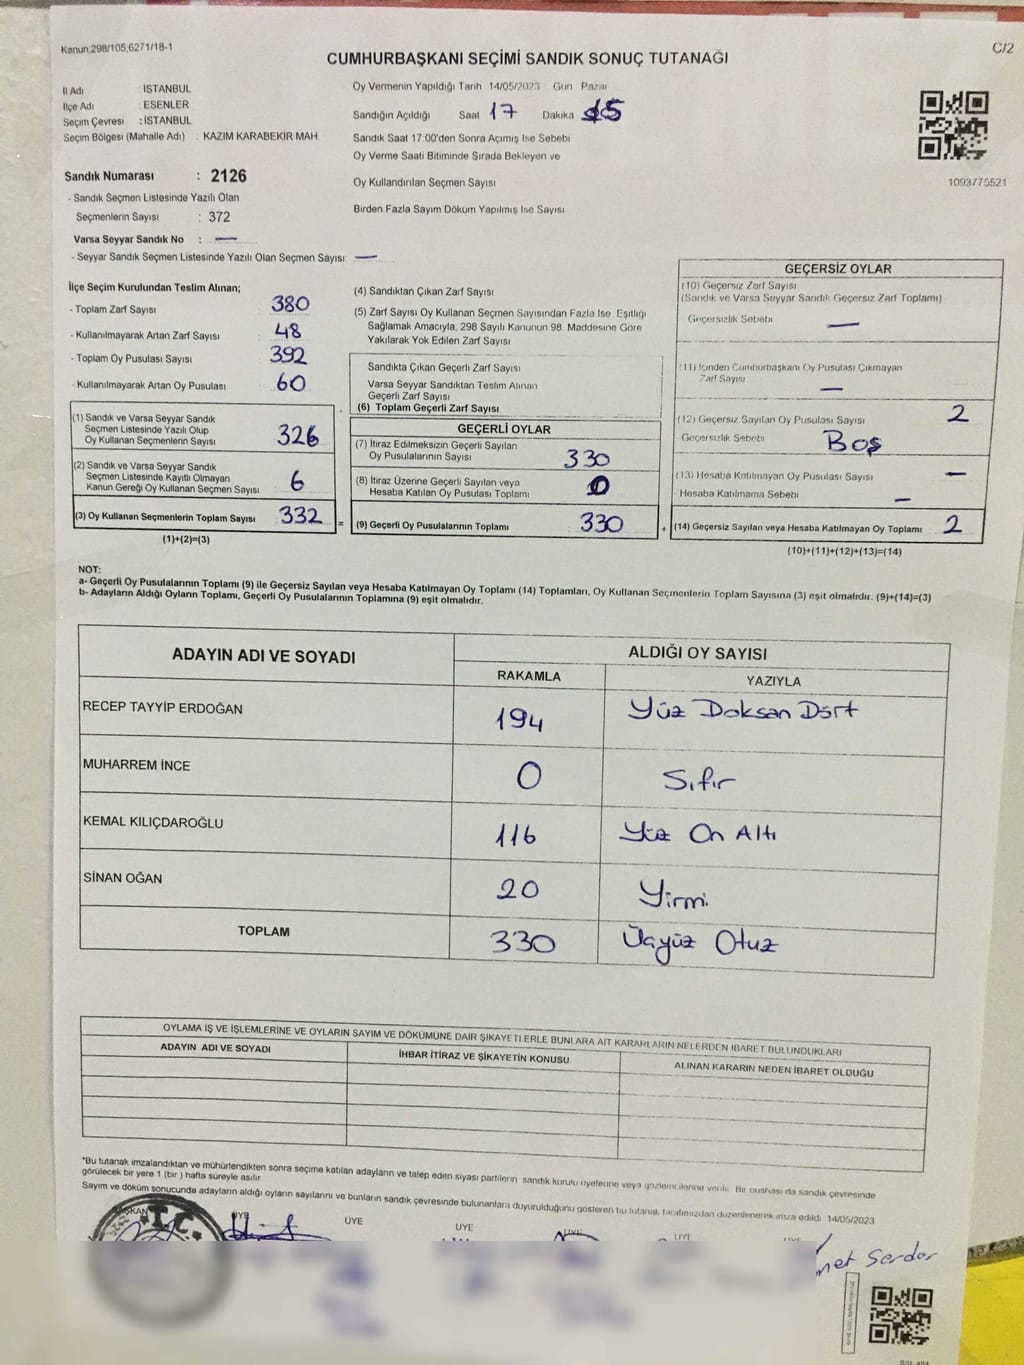 Kanun,298/105,6271/18-1
C/2
CUMHURBAŞKANI SEÇİMİ SANDIK SONUÇ TUTANAĞI
İl Adı : İSTANBUL
İlçe Adı : ESENLER
Seçim Çevresi : İSTANBUL
Seçim Bölgesi (Mahalle Adı) : KAZIM KARABEKİR MAH.
Sandık Numarası : 2126
- Sandık Seçmen Listesinde Yazılı Olan
Seçmenlerin Sayısı : 372
Varsa Seyyar Sandık No : —
- Seyyar Sandık Seçmen Listesinde Yazılı Olan Seçmen Sayısı: —
Oy Vermenin Yapıldığı Tarih 14/05/2023 Gün Pazar
Sandığın Açıldığı Saat 17 Dakika 15
Sandık Saat 17:00'den Sonra Açımış İse Sebebi
Oy Verme Saati Bitiminde Sırada Bekleyen ve
Oy Kullandırılan Seçmen Sayısı
Birden Fazla Sayım Döküm Yapılmış İse Sayısı
1093775521
İlçe Seçim Kurulundan Teslim Alınan;
- Toplam Zarf Sayısı : 380
- Kullanılmayarak Artan Zarf Sayısı : 48
- Toplam Oy Pusulası Sayısı : 392
- Kullanılmayarak Artan Oy Pusulası : 60
(1) Sandık ve Varsa Seyyar Sandık
Seçmen Listesinde Yazılı Olup
Oy Kullanan Seçmenlerin Sayısı 326
(2) Sandık ve Varsa Seyyar Sandık
Seçmen Listesinde Kayıtlı Olmayan
Kanun Gereği Oy Kullanan Seçmen Sayısı 6
(3) Oy Kullanan Seçmenlerin Toplam Sayısı 332
(1)+(2)=(3)
(4) Sandıktan Çıkan Zarf Sayısı
(5) Zarf Sayısı Oy Kullanan Seçmen Sayısından Fazla İse Eşitliği
Sağlamak Amacıyla; 298 Sayılı Kanunun 98. Maddesine Göre
Yakılarak Yok Edilen Zarf Sayısı
Sandıkta Çıkan Geçerli Zarf Sayısı
Varsa Seyyar Sandıktan Teslim Alınan
Geçerli Zarf Sayısı
(6) Toplam Geçerli Zarf Sayısı
GEÇERLİ OYLAR
(7) İtiraz Edilmeksizin Geçerli Sayılan
Oy Pusulalarının Sayısı 330
(8) İtiraz Üzerine Geçerli Sayılan veya
Hesaba Katılan Oy Pusulası Toplamı 0
= (9) Geçerli Oy Pusulalarının Toplamı 330
GEÇERSİZ OYLAR
(10) Geçersiz Zarf Sayısı
(Sandık ve Varsa Seyyar Sandık Geçersiz Zarf Toplamı)
Geçersizlik Sebebi —
(11) İçinden Cumhurbaşkanı Oy Pusulası Çıkmayan
Zarf Sayısı —
(12) Geçersiz Sayılan Oy Pusulası Sayısı 2
Geçersizlik Sebebi Boş
(13) Hesaba Katılmayan Oy Pusulası Sayısı —
Hesaba Katılmama Sebebi —
+ (14) Geçersiz Sayılan veya Hesaba Katılmayan Oy Toplamı 2
(10)+(11)+(12)+(13)=(14)
NOT:
a- Geçerli Oy Pusulalarının Toplamı (9) ile Geçersiz Sayılan veya Hesaba Katılmayan Oy Toplamı (14) Toplamları, Oy Kullanan Seçmenlerin Toplam Sayısına (3) eşit olmalıdır. (9)+(14)=(3)
b- Adayların Aldığı Oyların Toplamı, Geçerli Oy Pusulalarının Toplamına (9) eşit olmalıdır.
ADAYIN ADI VE SOYADI
ALDIĞI OY SAYISI
RAKAMLA YAZIYLA
RECEP TAYYİP ERDOĞAN 194 Yüz Doksan Dört
MUHARREM İNCE 0 Sıfır
KEMAL KILIÇDAROĞLU 116 Yüz On Altı
SİNAN OĞAN 20 Yirmi
TOPLAM 330 Üçyüz Otuz
OYLAMA İŞ VE İŞLEMLERİNE VE OYLARIN SAYIM VE DÖKÜMÜNE DAİR ŞİKAYETLERLE BUNLARA AİT KARARLARIN NELERDEN İBARET BULUNDUKLARI
ADAYIN ADI VE SOYADI İHBAR İTİRAZ VE ŞİKAYETİN KONUSU ALINAN KARARIN NEDEN İBARET OLDUĞU
*Bu tutanak imzalandıktan ve mühürlendikten sonra seçime katılan adayların ve talep eden siyasi partilerin sandık kurulu üyelerine veya gözlemcilerine verilir. Bir nüshası da sandık çevresinde
görülecek bir yere 1 (bir) hafta süreyle asılır.
Sayım ve döküm sonucunda adayların aldığı oyların sayılarını ve bunların sandık çevresinde bulunanlara duyurulduğunu gösteren bu tutanak tarafımızdan düzenlenerek imza edildi. 14/05/2023
T.C.
ÜYE ÜYE ÜYE ÜYE ÜYE
Serdar